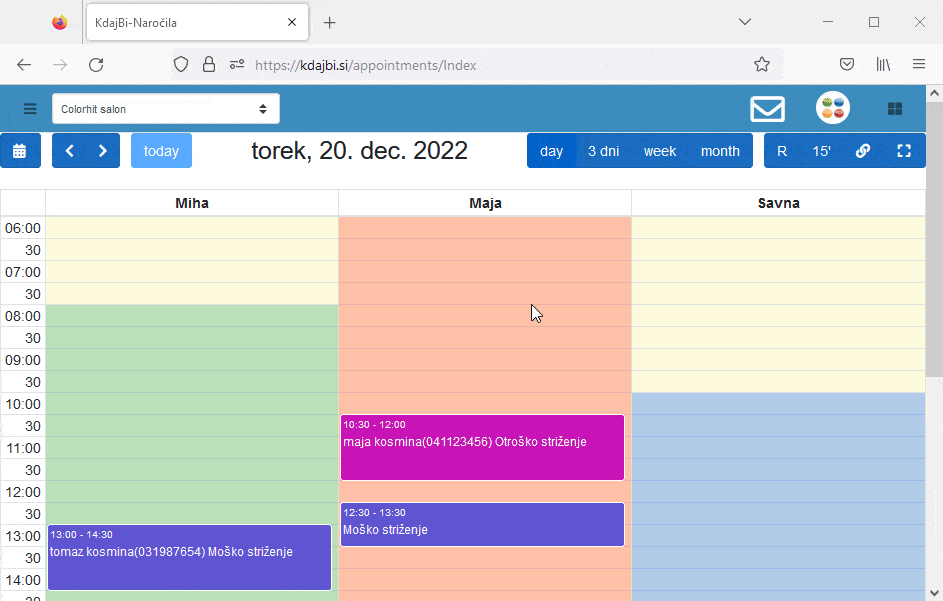 KdajBi-Naročila
https://kdajbi.si/appointments/Index
Colorhit salon
today
torek, 20. dec. 2022
day
3 dni
week
month
R
15'
Miha
Maja
Savna
06:00
30
07:00
30
08:00
30
09:00
30
10:00
30
11:00
30
12:00
30
13:00
30
14:00
30
10:30 - 12:00
maja kosmina(041123456) Otroško striženje
12:30 - 13:30
Moško striženje
13:00 - 14:30
tomaz kosmina(031987654) Moško striženje